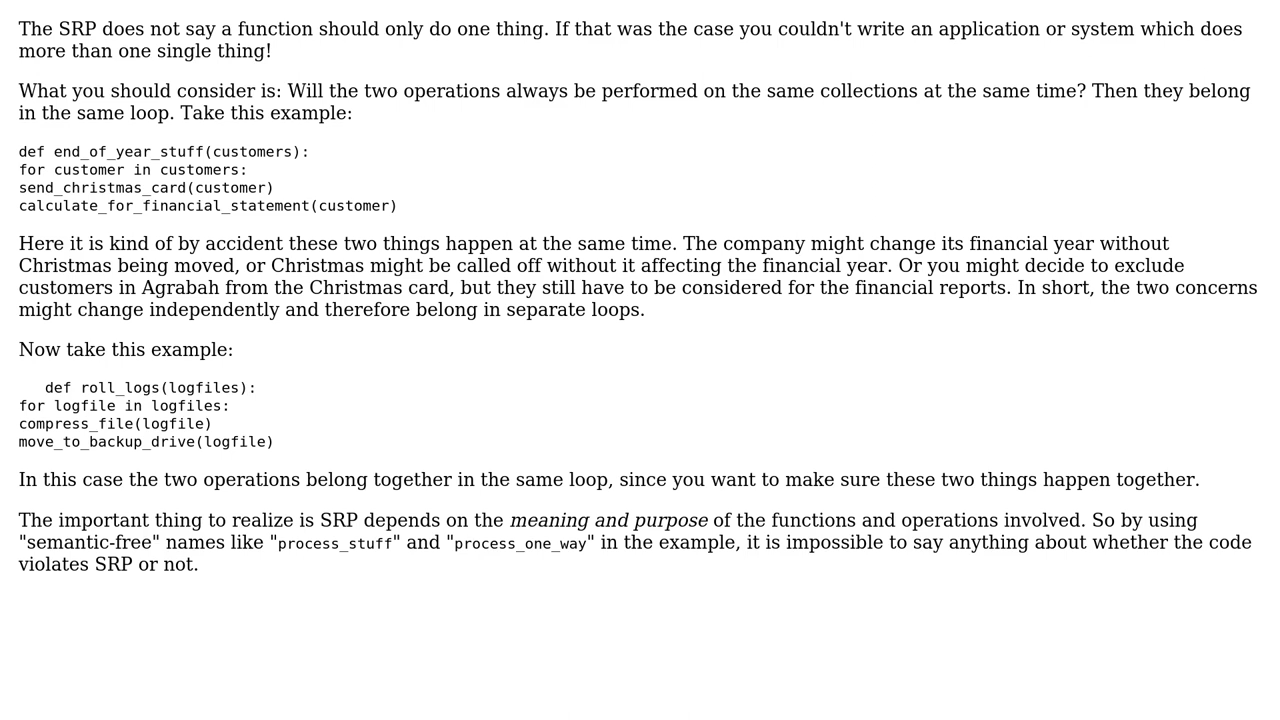 The SRP does not say a function should only do one thing. If that was the case you couldn't write an application or system which does
more than one single thing!
What you should consider is: Will the two operations always be performed on the same collections at the same time? Then they belong
in the same loop. Take this example:
def end_of_year_stuff(customers):
for customer in customers:
send_christmas_card(customer)
calculate_for_financial_statement(customer)
Here it is kind of by accident these two things happen at the same time. The company might change its financial year without
Christmas being moved, or Christmas might be called off without it affecting the financial year. Or you might decide to exclude
customers in Agrabah from the Christmas card, but they still have to be considered for the financial reports. In short, the two concerns
might change independently and therefore belong in separate loops.
Now take this example:
def roll_logs(logfiles):
for logfile in logfiles:
compress_file(logfile)
move_to_backup_drive(logfile)
In this case the two operations belong together in the same loop, since you want to make sure these two things happen together.
The important thing to realize is SRP depends on the meaning and purpose of the functions and operations involved. So by using
"semantic-free" names like "process_stuff" and "process_one_way" in the example, it is impossible to say anything about whether the code
violates SRP or not.